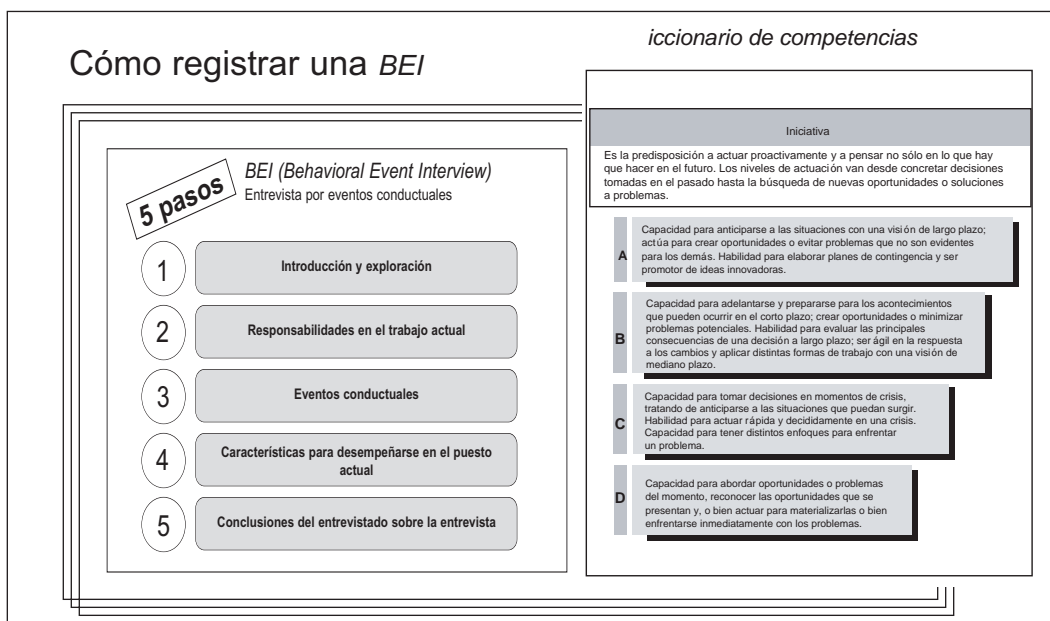 Cómo registrar una BEI
BEI (Behavioral Event Interview)
Entrevista por eventos conductuales
5 pasos
1
Introducción y exploración
2
Responsabilidades en el trabajo actual
3
Eventos conductuales
4
Características para desempeñarse en el puesto
actual
5
Conclusiones del entrevistado sobre la entrevista
iccionario de competencias
Iniciativa
Es la predisposición a actuar proactivamente y a pensar no sólo en lo que hay
que hacer en el futuro. Los niveles de actuación van desde concretar decisiones
tomadas en el pasado hasta la búsqueda de nuevas oportunidades o soluciones
a problemas.
A
Capacidad para anticiparse a las situaciones con una visión de largo plazo;
actúa para crear oportunidades o evitar problemas que no son evidentes
para los demás. Habilidad para elaborar planes de contingencia y ser
promotor de ideas innovadoras.
B
Capacidad para adelantarse y prepararse para los acontecimientos
que pueden ocurrir en el corto plazo; crear oportunidades o minimizar
problemas potenciales. Habilidad para evaluar las principales
consecuencias de una decisión a largo plazo; ser ágil en la respuesta
a los cambios y aplicar distintas formas de trabajo con una visión de
mediano plazo.
C
Capacidad para tomar decisiones en momentos de crisis,
tratando de anticiparse a las situaciones que puedan surgir.
Habilidad para actuar rápida y decididamente en una crisis.
Capacidad para tener distintos enfoques para enfrentar
un problema.
D
Capacidad para abordar oportunidades o problemas
del momento, reconocer las oportunidades que se
presentan y, o bien actuar para materializarlas o bien
enfrentarse inmediatamente con los problemas.